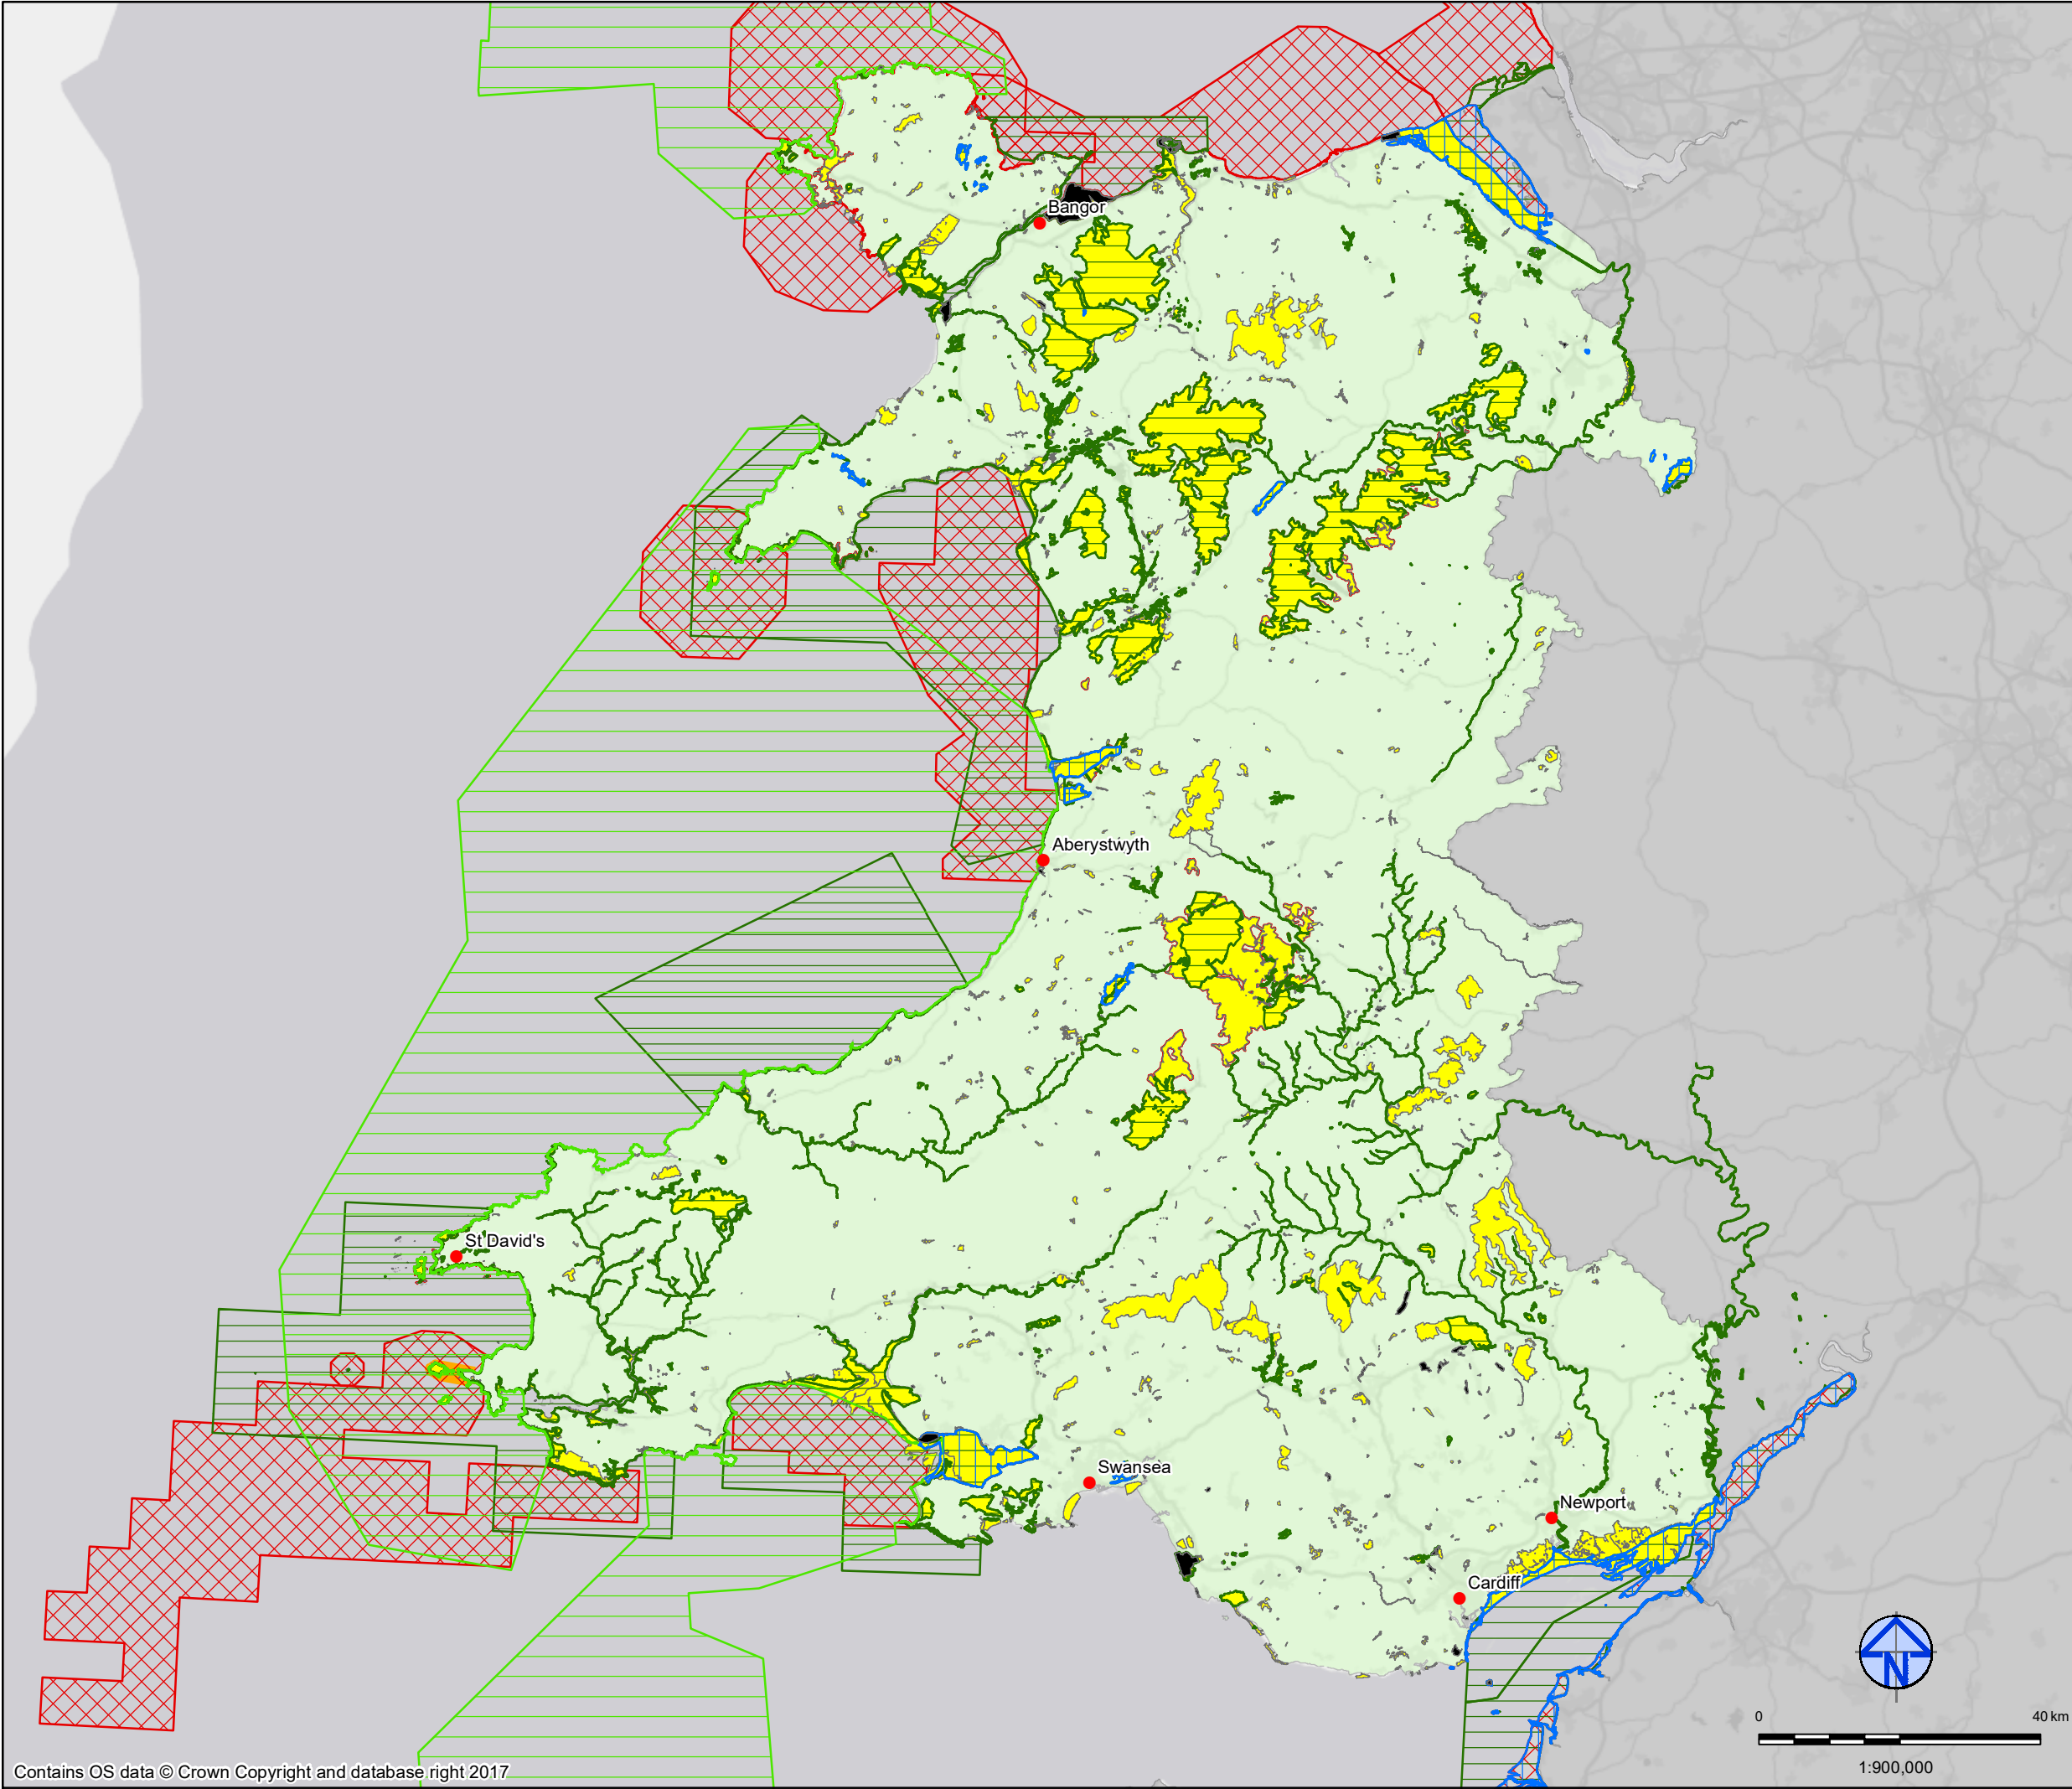 Bangor
Aberystwyth
St David's
Swansea
Newport
Cardiff
N
0 40 km
1:900,000
Contains OS data © Crown Copyright and database right 2017